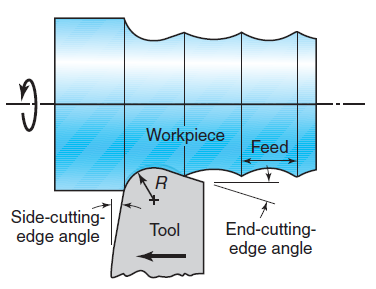 Workpiece
Feed
R
Side-cutting-
edge angle
Tool
End-cutting-
edge angle